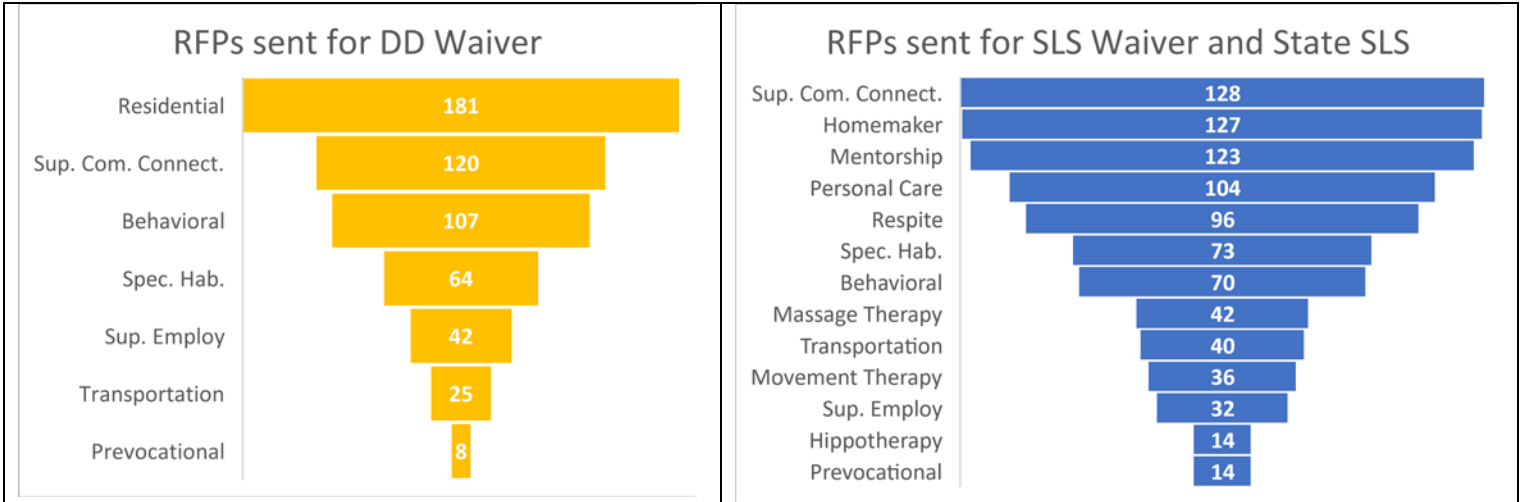 RFPs sent for DD Waiver
Residential 181
Sup. Com. Connect. 120
Behavioral 107
Spec. Hab. 64
Sup. Employ 42
Transportation 25
Prevocational 8
RFPs sent for SLS Waiver and State SLS
Sup. Com. Connect. 128
Homemaker 127
Mentorship 123
Personal Care 104
Respite 96
Spec. Hab. 73
Behavioral 70
Massage Therapy 42
Transportation 40
Movement Therapy 36
Sup. Employ 32
Hippotherapy 14
Prevocational 14